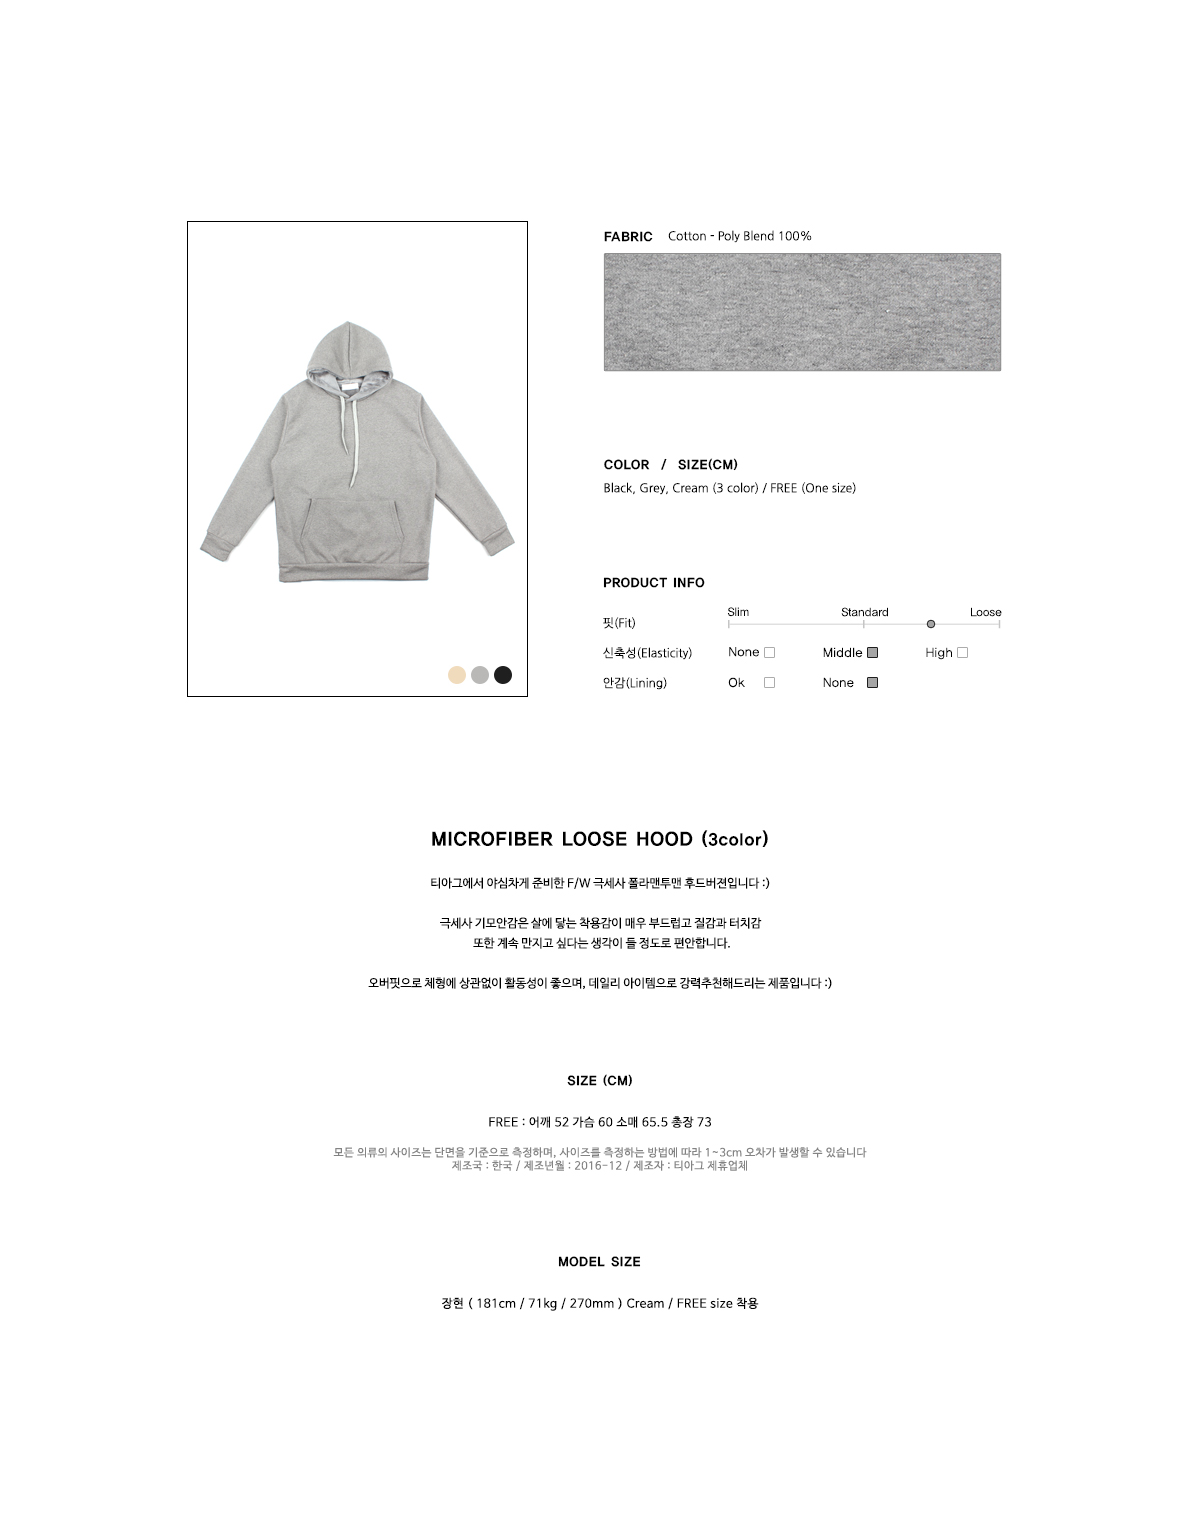 FABRIC Cotton - Poly Blend 100%
COLOR / SIZE(CM)
Black, Grey, Cream (3 color) / FREE (One size)
PRODUCT INFO
핏(Fit) Slim Standard Loose
신축성(Elasticity) None Middle High
안감(Lining) Ok None
MICROFIBER LOOSE HOOD (3color)
티아그에서 야심차게 준비한 F/W 극세사 폴라맨투맨 후드버젼입니다 :)
극세사 기모안감은 살에 닿는 착용감이 매우 부드럽고 질감과 터치감
또한 계속 만지고 싶다는 생각이 들 정도로 편안합니다.
오버핏으로 체형에 상관없이 활동성이 좋으며, 데일리 아이템으로 강력추천해드리는 제품입니다 :)
SIZE (CM)
FREE : 어깨 52 가슴 60 소매 65.5 총장 73
모든 의류의 사이즈는 단면을 기준으로 측정하며, 사이즈를 측정하는 방법에 따라 1~3cm 오차가 발생할 수 있습니다
제조국 : 한국 / 제조년월 : 2016-12 / 제조자 : 티아그 제휴업체
MODEL SIZE
장현 ( 181cm / 71kg / 270mm ) Cream / FREE size 착용